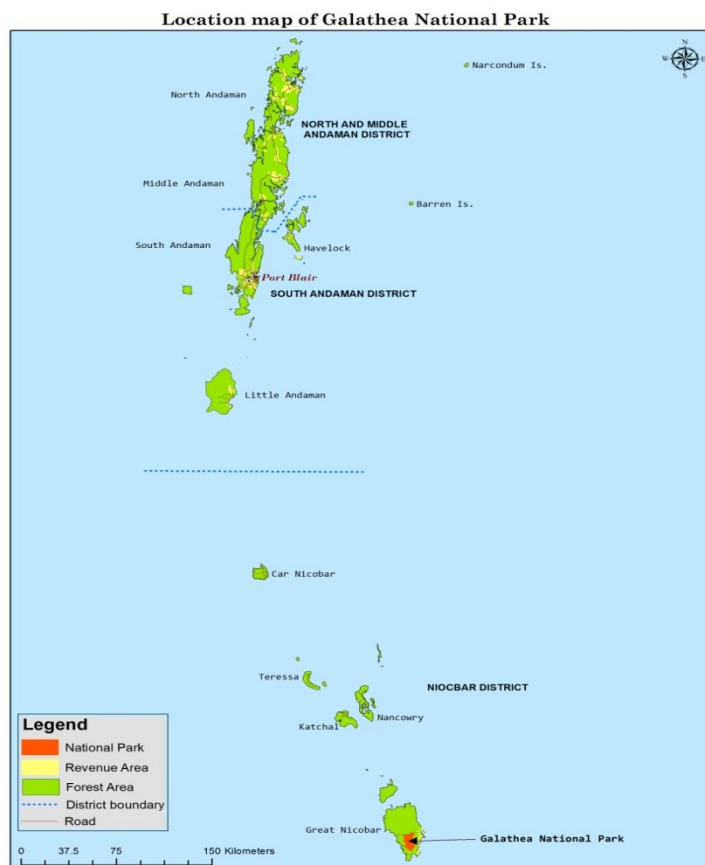 Location map of Galathea National Park
N
W E
S
Narcondum Is.
North Andaman
NORTH AND MIDDLE
ANDAMAN DISTRICT
Middle Andaman
Barren Is.
South Andaman
Havelock
Port Blair
SOUTH ANDAMAN DISTRICT
Little Andaman
Car Nicobar
Teressa
NIOCBAR DISTRICT
Nancowry
Katchal
Legend
National Park
Revenue Area
Forest Area
District boundary
Road
Great Nicobar
Galathea National Park
0 37.5 75 150 Kilometers